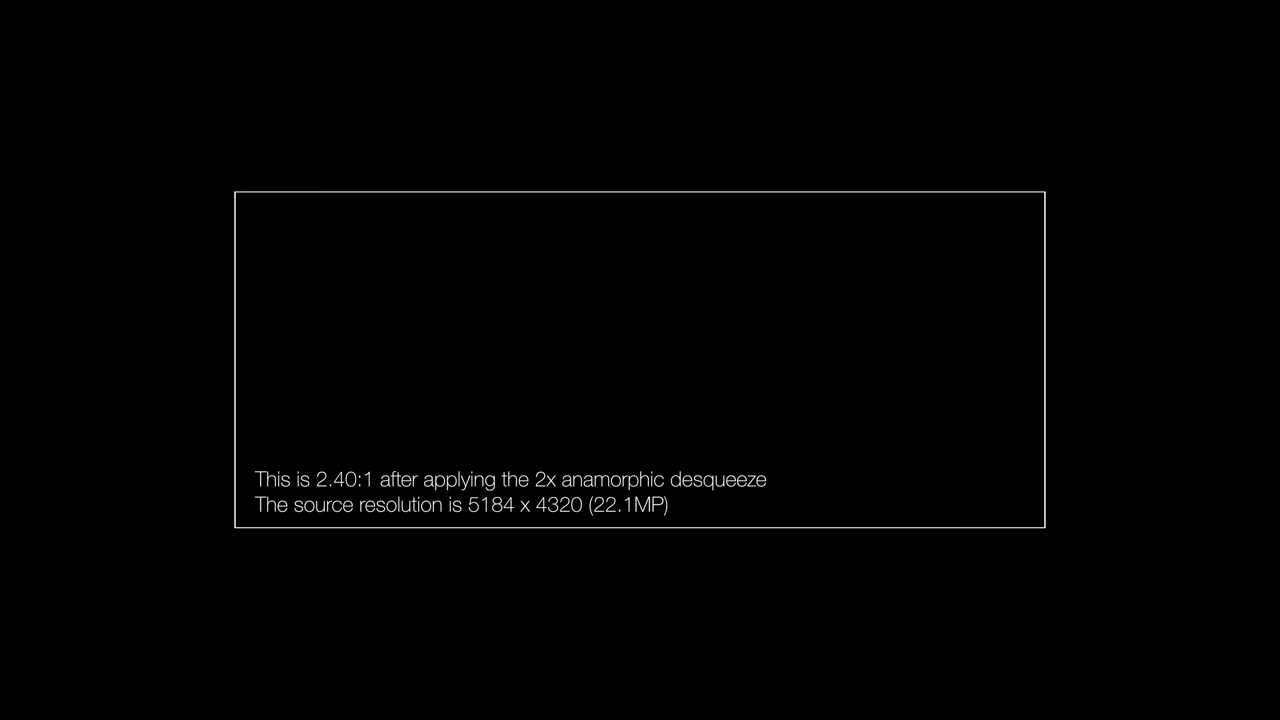 This is 2.40:1 after applying the 2x anamorphic desqueeze
The source resolution is 5184 x 4320 (22.1MP)